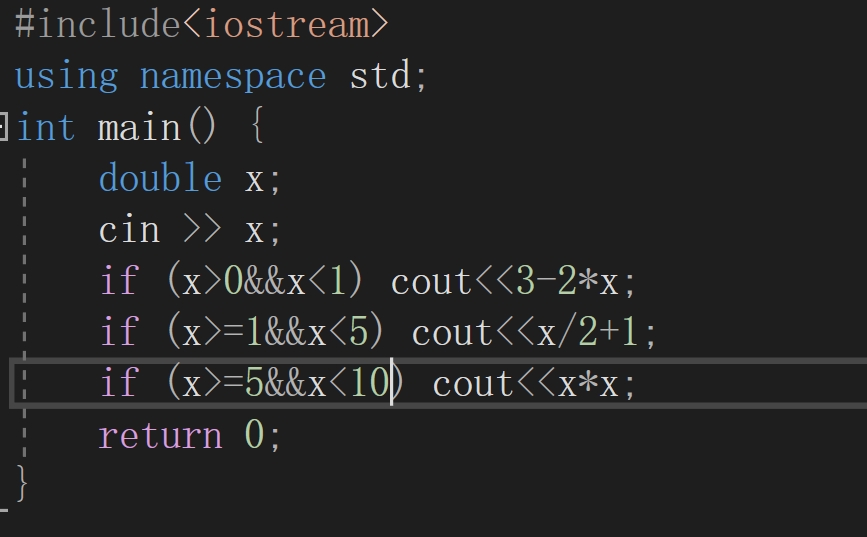 #include<iostream>
using namespace std;
int main() {
double x;
cin >> x;
if (x>0&&x<1) cout<<3-2*x;
if (x>=1&&x<5) cout<<x/2+1;
if (x>=5&&x<10) cout<<x*x;
return 0;
}